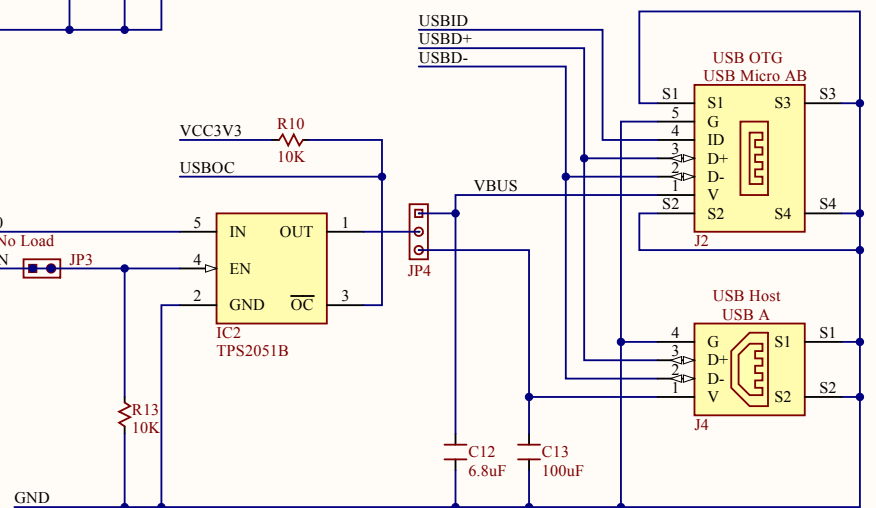 USBID
USBD+
USBD-
USB OTG
USB Micro AB
S1 S1 S3 S3
5 G
4 ID
3 D+
2 D-
1 V
S2 S2 S4 S4
J2
VCC3V3 R10
10K
USBOC
VBUS
No Load
JP3
5 IN OUT 1
4 EN
2 GND OC 3
IC2
TPS2051B
JP4
USB Host
USB A
4 G S1 S1
3 D+
2 D-
1 V S2 S2
J4
R13
10K
C12
6.8uF
C13
100uF
GND